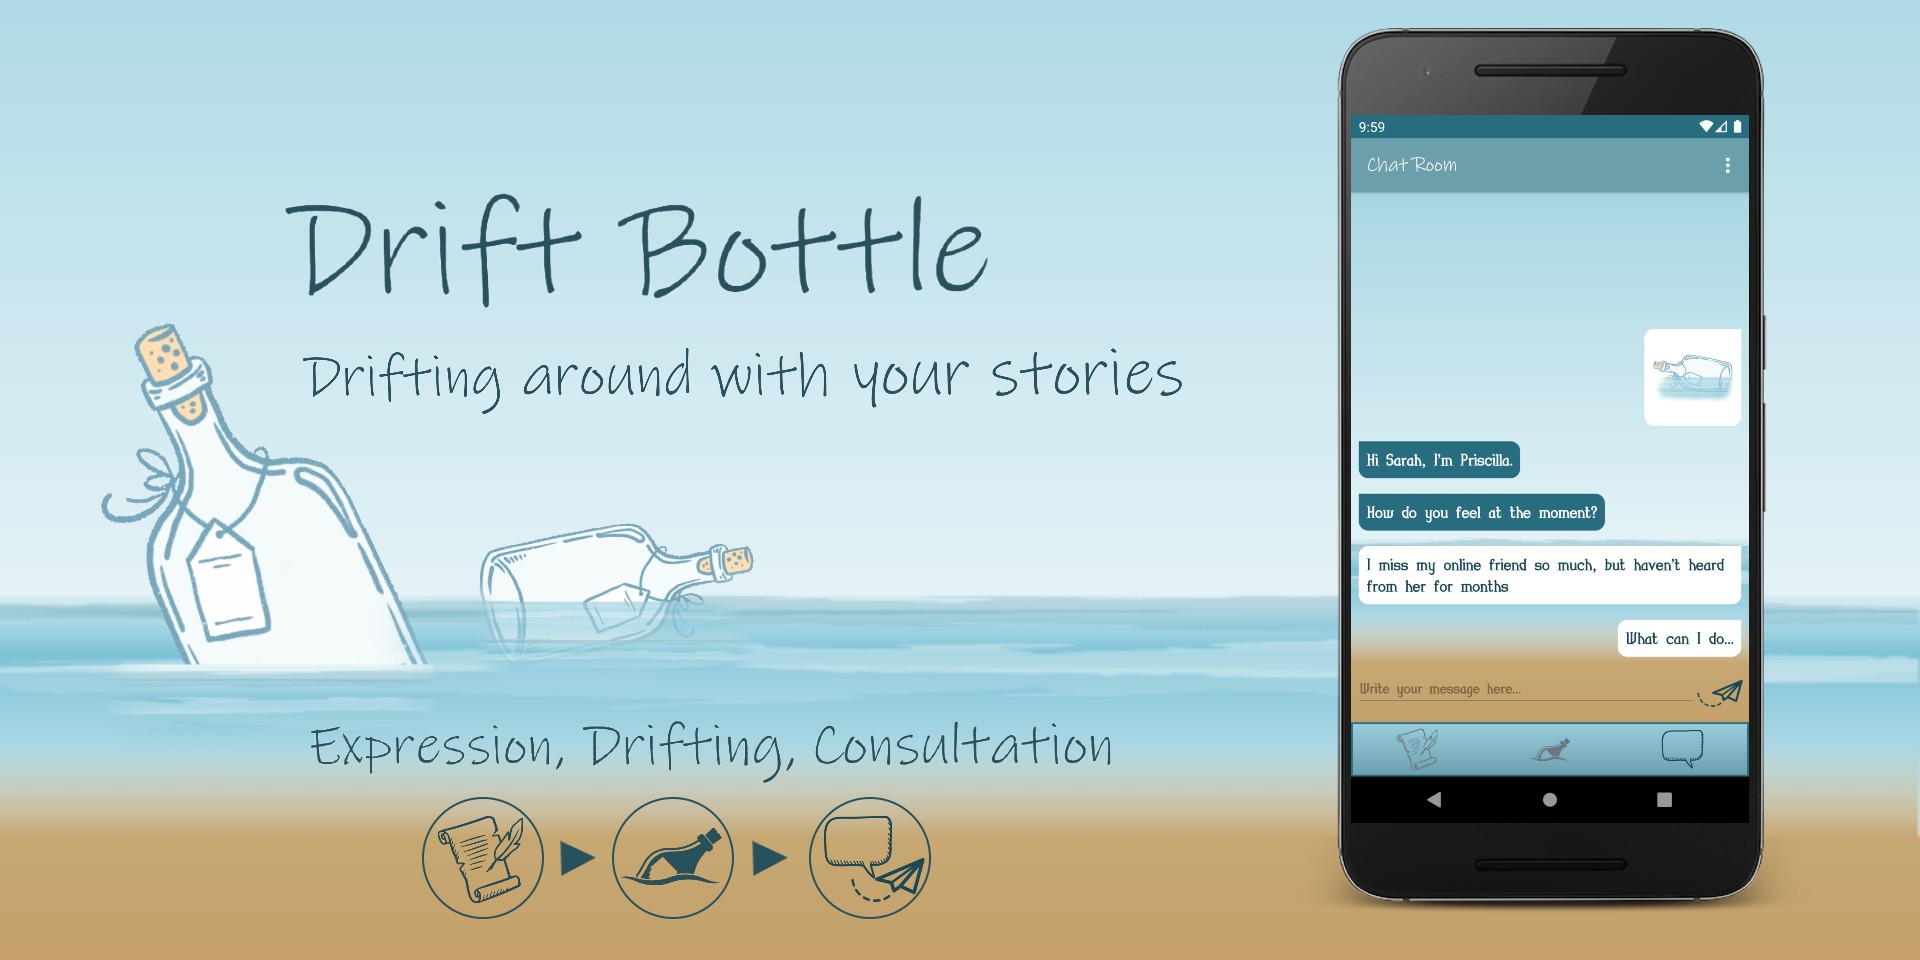 Drift Bottle
Drifting around with your stories
Expression, Drifting, Consultation
9:59
Chat Room
Hi Sarah, I'm Priscilla.
How do you feel at the moment?
I miss my online friend so much, but haven't heard
from her for months
What can I do...
Write your message here...